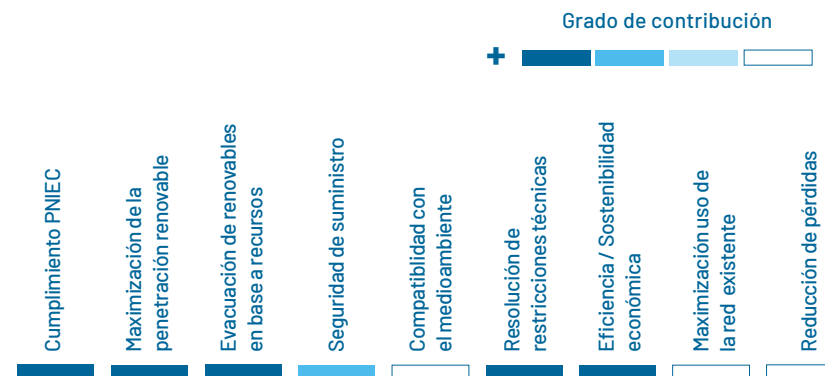 Grado de contribución
+
Cumplimiento PNIEC
Maximización de la
penetración renovable
Evacuación de renovables
en base a recursos
Seguridad de suministro
Compatiblidad con
el medioambiente
Resolución de
restricciones técnicas
Eficiencia / Sostenibilidad
económica
Maximización uso de
la red existente
Reducción de pérdidas